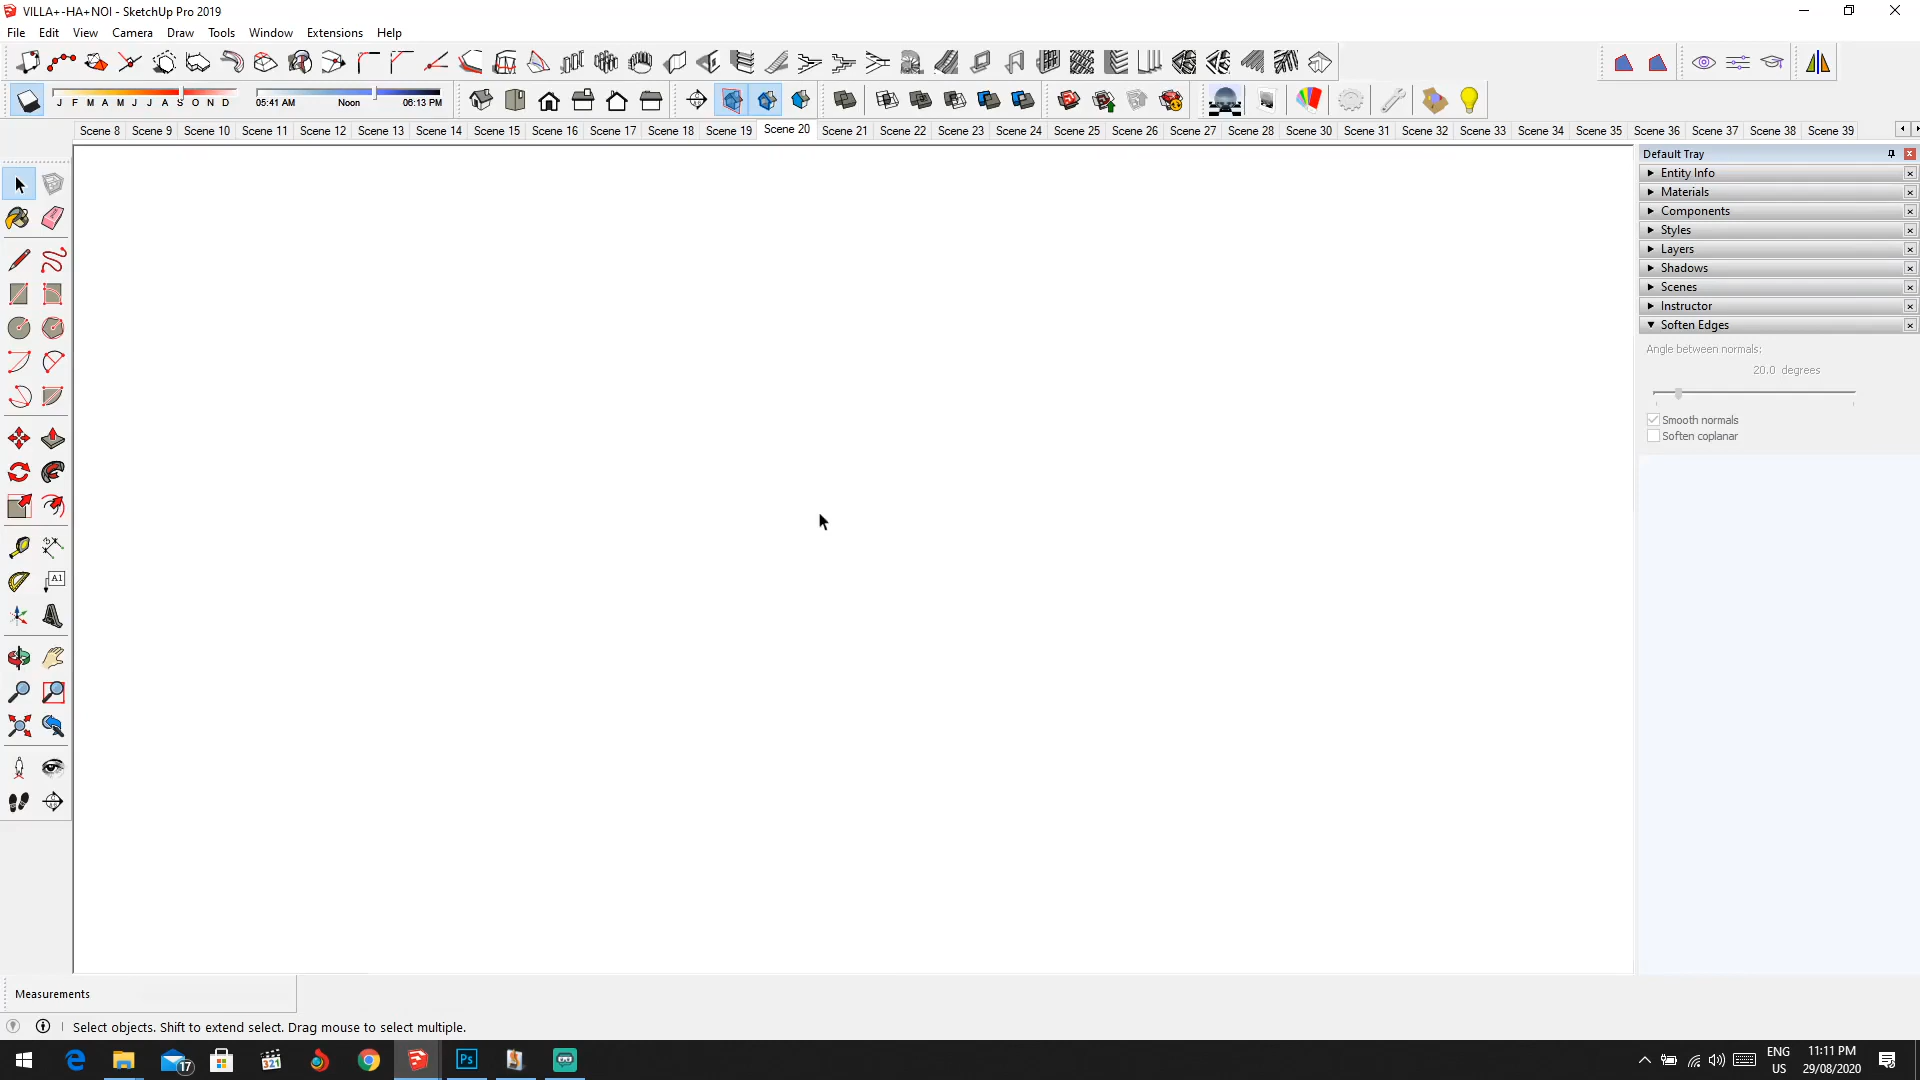 VILLA+-HA+NOI - SketchUp Pro 2019
File Edit View Camera Draw Tools Window Extensions Help
J F M A M J J A S O N D 05:41 AM Noon 06:13 PM
Scene 8 Scene 9 Scene 10 Scene 11 Scene 12 Scene 13 Scene 14 Scene 15 Scene 16 Scene 17 Scene 18 Scene 19 Scene 20 Scene 21 Scene 22 Scene 23 Scene 24 Scene 25 Scene 26 Scene 27 Scene 28 Scene 30 Scene 31 Scene 32 Scene 33 Scene 34 Scene 35 Scene 36 Scene 37 Scene 38 Scene 39
Default Tray
Entity Info
Materials
Components
Styles
Layers
Shadows
Scenes
Instructor
Soften Edges
Angle between normals:
20.0 degrees
Smooth normals
Soften coplanar
A1
Measurements
Select objects. Shift to extend select. Drag mouse to select multiple.
17
321
Ps
ENG
US
11:11 PM
29/08/2020